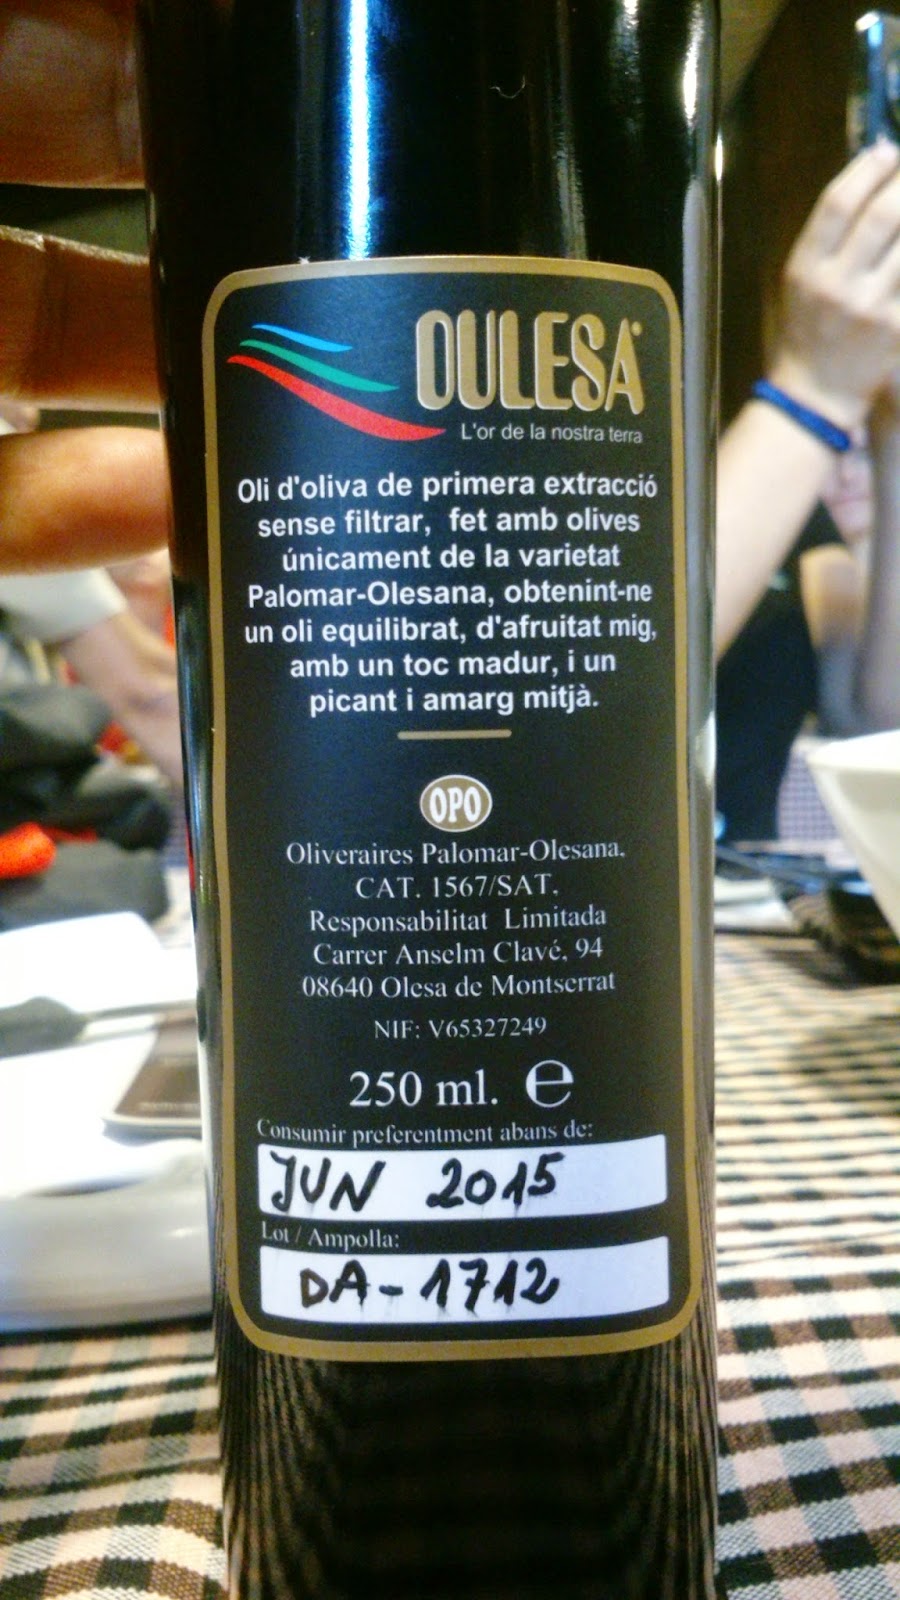 OULESA
L'or de la nostra terra
Oli d'oliva de primera extracció
sense filtrar, fet amb olives
únicament de la varietat
Palomar-Olesana, obtenint-ne
un oli equilibrat, d'afruitat mig,
amb un toc madur, i un
picant i amarg mitjà.
OPO
Oliveraires Palomar-Olesana.
CAT. 1567/SAT.
Responsabilitat Limitada
Carrer Anselm Clavé, 94
08640 Olesa de Montserrat
NIF: V65327249
250 ml. ℮
Consumir preferentment abans de:
JUN 2015
Lot / Ampolla:
DA-1712